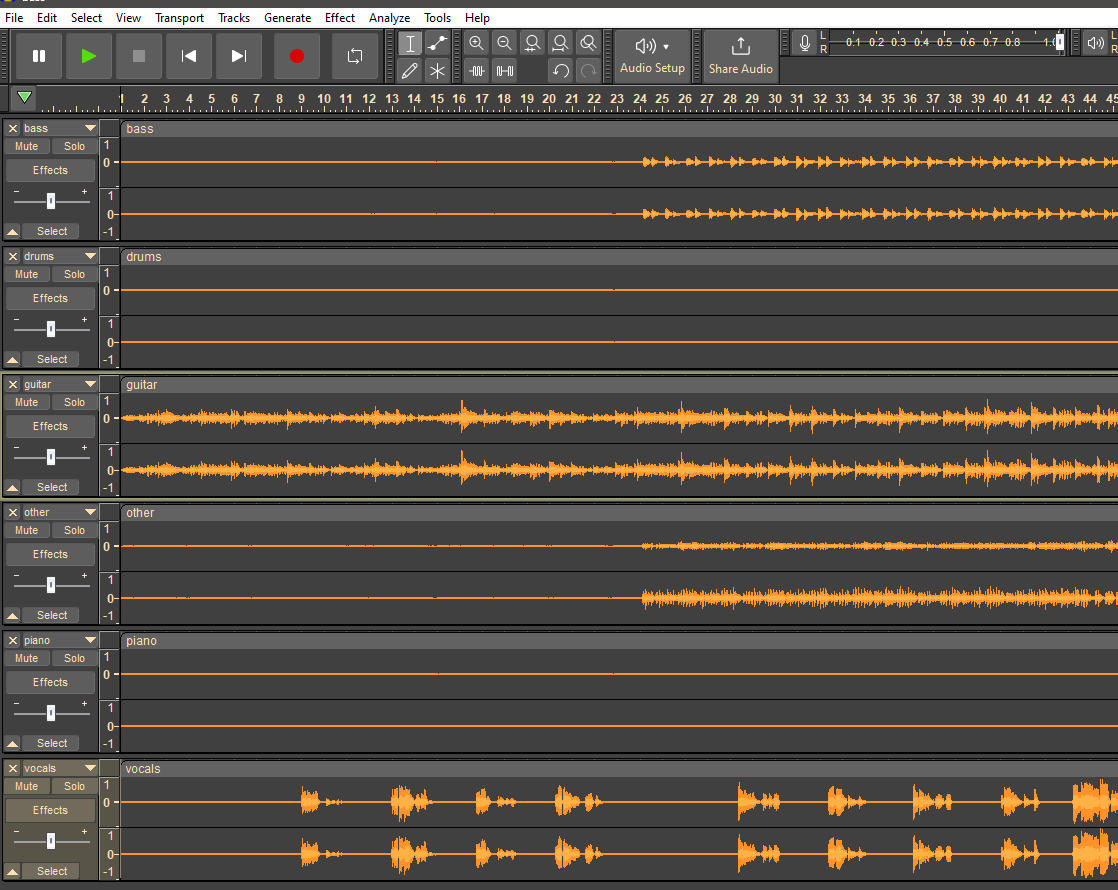 File Edit Select View Transport Tracks Generate Effect Analyze Tools Help
L
R
0.1 0.2 0.3 0.4 0.5 0.6 0.7 0.8 1.0
L
R
Audio Setup
Share Audio
1 2 3 4 5 6 7 8 9 10 11 12 13 14 15 16 17 18 19 20 21 22 23 24 25 26 27 28 29 30 31 32 33 34 35 36 37 38 39 40 41 42 43 44 45
bass
bass
Mute Solo 1
0
Effects
- +
1
0
Select -1
drums
drums
Mute Solo 1
0
Effects
- +
1
0
Select -1
guitar
guitar
Mute Solo 1
0
Effects
- +
1
0
Select -1
other
other
Mute Solo 1
0
Effects
- +
1
0
Select -1
piano
piano
Mute Solo 1
0
Effects
- +
1
0
Select -1
vocals
vocals
Mute Solo 1
0
Effects
- +
1
0
Select -1